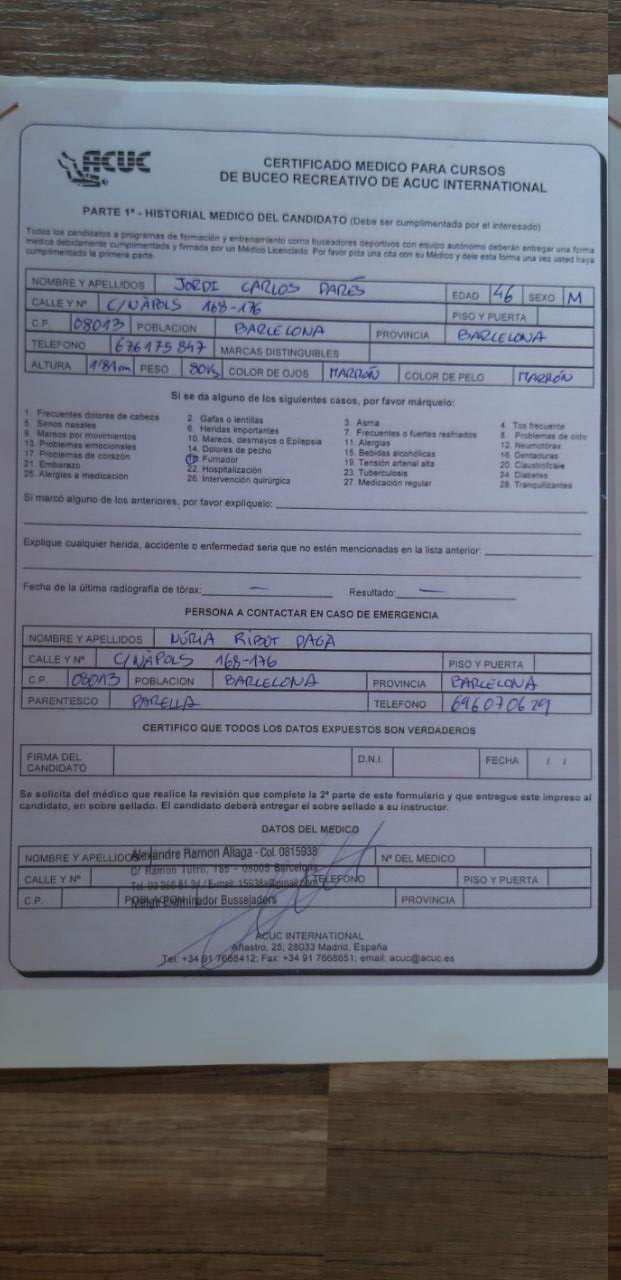 ACUC
CERTIFICADO MEDICO PARA CURSOS
DE BUCEO RECREATIVO DE ACUC INTERNATIONAL
PARTE 1ª - HISTORIAL MEDICO DEL CANDIDATO (Debe ser cumplimentada por el interesado)
Todos los candidatos a programas de formación y entrenamiento como buceadores deportivos con equipo autónomo deberán entregar una forma
médica debidamente cumplimentada y firmada por un Médico Licenciado. Por favor pida una cita con su Médico y dele esta forma una vez usted haya
cumplimentado la primera parte.
NOMBRE Y APELLIDOS JORDI CARLOS PARÉS EDAD 46 SEXO M
CALLE Y Nº C/NÀPOLS 168-176 PISO Y PUERTA
C.P. 08013 POBLACION BARCELONA PROVINCIA BARCELONA
TELEFONO 676175847 MARCAS DISTINGUIBLES
ALTURA 1'81m PESO 80KS COLOR DE OJOS MARRÓN COLOR DE PELO MARRÓN
Si se da alguno de los siguientes casos, por favor márquelo:
1. Frecuentes dolores de cabeza 2. Gafas o lentillas 3. Asma 4. Tos frecuente
5. Senos nasales 6. Heridas importantes 7. Frecuentes o fuertes resfriados 8. Problemas de oído
9. Mareos por movimientos 10. Mareos, desmayos o Epilepsia 11. Alergias 12. Neumotórax
13. Problemas emocionales 14. Dolores de pecho 15. Bebidas alcohólicas 16. Dentaduras
17. Problemas de corazón 18. Fumador 19. Tensión arterial alta 20. Claustrofobia
21. Embarazo 22. Hospitalización 23. Tuberculosis 24. Diabetes
25. Alergias a medicación 26. Intervención quirúrgica 27. Medicación regular 28. Tranquilizantes
Si marcó alguno de los anteriores, por favor explíquelo:
Explique cualquier herida, accidente o enfermedad seria que no estén mencionadas en la lista anterior:
Fecha de la última radiografía de tórax: — Resultado: —
PERSONA A CONTACTAR EN CASO DE EMERGENCIA
NOMBRE Y APELLIDOS NÚRIA RIBOT PAGÀ
CALLE Y Nº C/NÀPOLS 168-176 PISO Y PUERTA
C.P. 08013 POBLACION BARCELONA PROVINCIA BARCELONA
PARENTESCO PARELLA TELEFONO 696070629
CERTIFICO QUE TODOS LOS DATOS EXPUESTOS SON VERDADEROS
FIRMA DEL CANDIDATO D.N.I. FECHA / /
Se solicita del médico que realice la revisión que complete la 2ª parte de este formulario y que entregue este impreso al
candidato, en sobre sellado. El candidato deberá entregar el sobre sellado a su instructor.
DATOS DEL MEDICO
NOMBRE Y APELLIDOS Alexandre Ramon Aliaga - Col. 0815938 Nº DEL MEDICO
CALLE Y Nº C/ Ramon Turró, 185 - 08005 Barcelona TELEFONO PISO Y PUERTA
C.P. POBLACION Metge Examinador Bussejadors PROVINCIA
ACUC INTERNATIONAL
Añastro, 25; 28033 Madrid, España
Tel: +34 91 7668412; Fax: +34 91 7668651; email: acuc@acuc.es